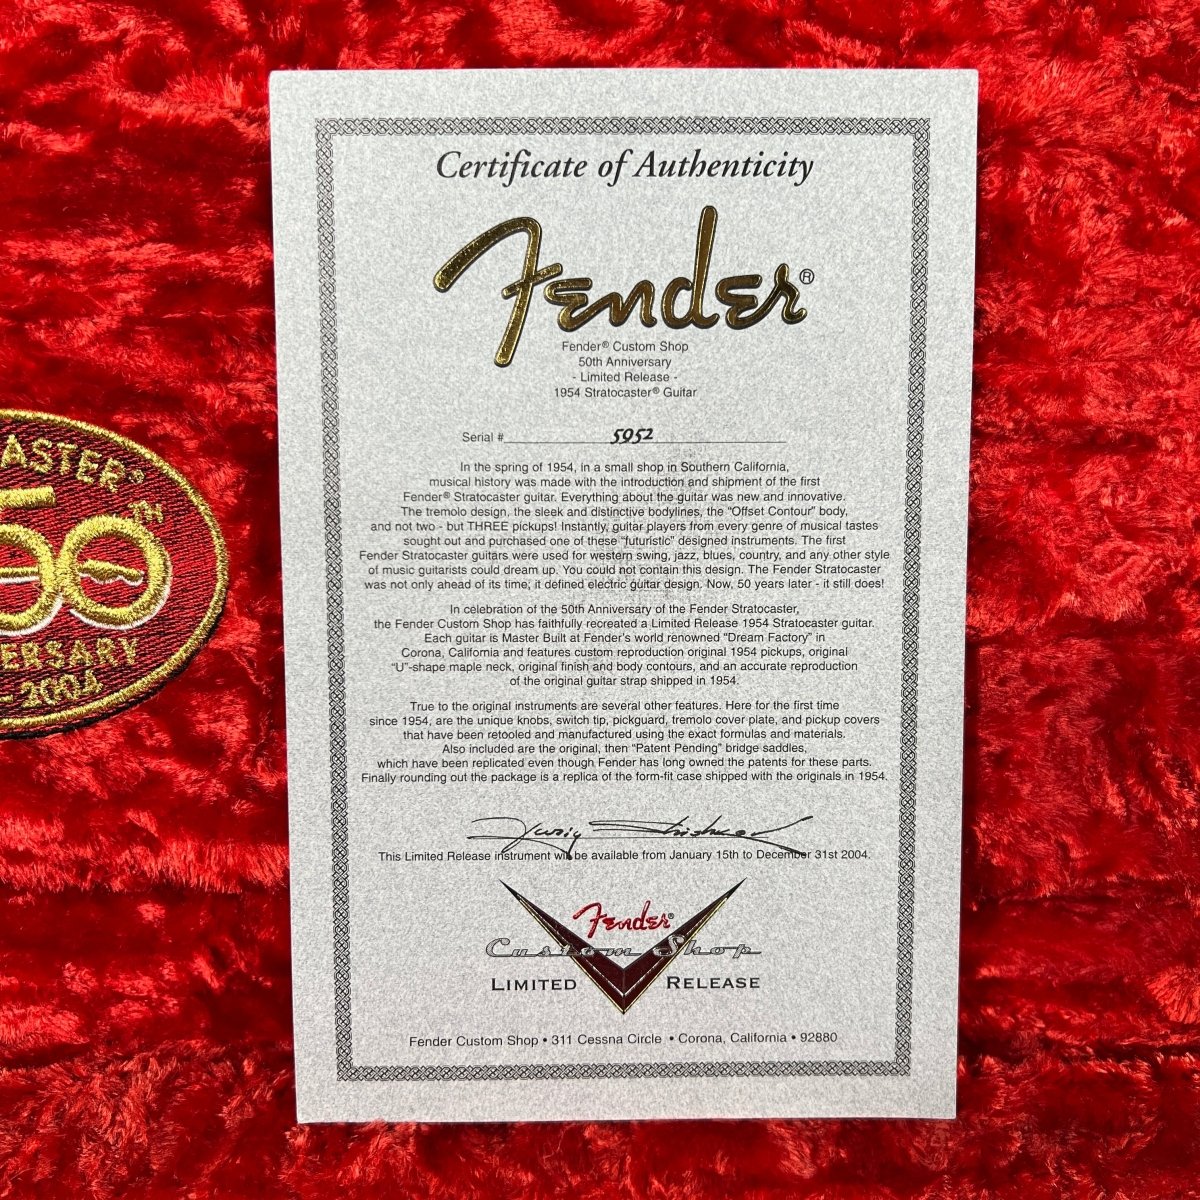 Certificate of Authenticity
Fender®
Fender® Custom Shop
50th Anniversary
- Limited Release -
1954 Stratocaster® Guitar
Serial # 5952
In the spring of 1954, in a small shop in Southern California,
musical history was made with the introduction and shipment of the first
Fender® Stratocaster guitar. Everything about the guitar was new and innovative.
The tremolo design, the sleek and distinctive bodylines, the "Offset Contour" body,
and not two - but THREE pickups! Instantly, guitar players from every genre of musical tastes
sought out and purchased one of these "futuristic" designed instruments. The first
Fender Stratocaster guitars were used for western swing, jazz, blues, country, and any other style
of music guitarists could dream up. You could not contain this design. The Fender Stratocaster
was not only ahead of its time, it defined electric guitar design. Now, 50 years later - it still does!
In celebration of the 50th Anniversary of the Fender Stratocaster,
the Fender Custom Shop has faithfully recreated a Limited Release 1954 Stratocaster guitar.
Each guitar is Master Built at Fender's world renowned "Dream Factory" in
Corona, California and features custom reproduction original 1954 pickups, original
"U"-shape maple neck, original finish and body contours, and an accurate reproduction
of the original guitar strap shipped in 1954.
True to the original instruments are several other features. Here for the first time
since 1954, are the unique knobs, switch tip, pickguard, tremolo cover plate, and pickup covers
that have been retooled and manufactured using the exact formulas and materials.
Also included are the original, then "Patent Pending" bridge saddles,
which have been replicated even though Fender has long owned the patents for these parts.
Finally rounding out the package is a replica of the form-fit case shipped with the originals in 1954.
This Limited Release instrument will be available from January 15th to December 31st 2004.
Fender®
Custom Shop
LIMITED RELEASE
Fender Custom Shop • 311 Cessna Circle • Corona, California • 92880
ASTER®
50TH
ERSARY
- 2004